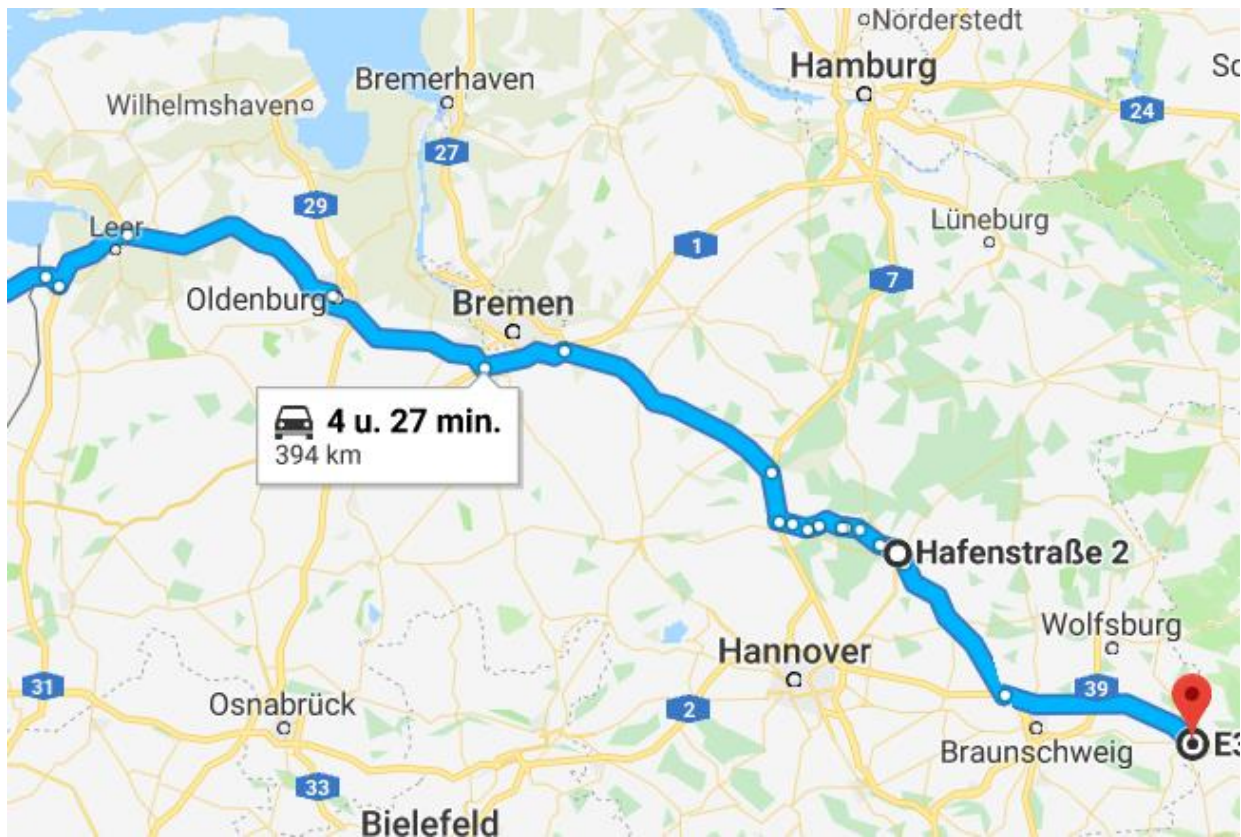 Norderstedt
Hamburg
Sc
Bremerhaven
Wilhelmshaven
24
27
29
Leer
Lüneburg
1
7
Oldenburg
Bremen
4 u. 27 min.
394 km
Hafenstraße 2
Wolfsburg
Hannover
31
39
Osnabrück
2
Braunschweig
E3
33
Bielefeld